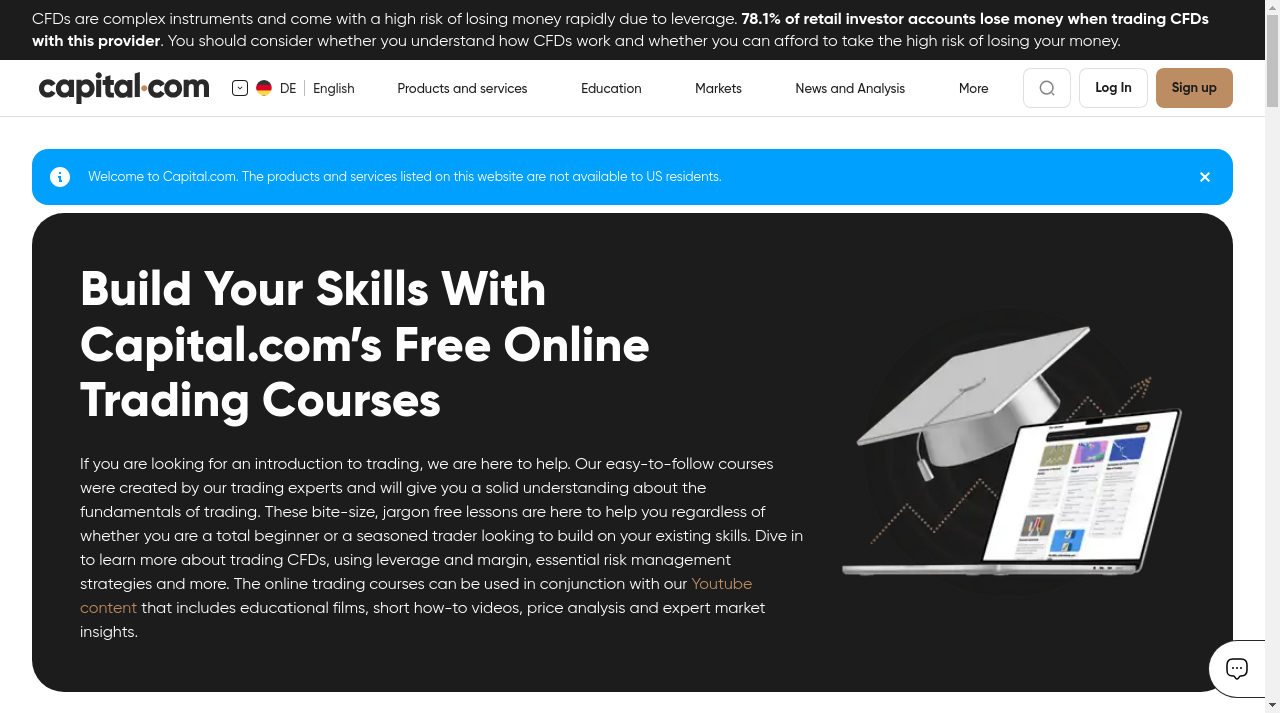 CFDs are complex instruments and come with a high risk of losing money rapidly due to leverage. 78.1% of retail investor accounts lose money when trading CFDs
with this provider. You should consider whether you understand how CFDs work and whether you can afford to take the high risk of losing your money.
capital.com DE English Products and services Education Markets News and Analysis More Log In Sign up
Welcome to Capital.com. The products and services listed on this website are not available to US residents.
Build Your Skills With
Capital.com’s Free Online
Trading Courses
If you are looking for an introduction to trading, we are here to help. Our easy-to-follow courses
were created by our trading experts and will give you a solid understanding about the
fundamentals of trading. These bite-size, jargon free lessons are here to help you regardless of
whether you are a total beginner or a seasoned trader looking to build on your existing skills. Dive in
to learn more about trading CFDs, using leverage and margin, essential risk management
strategies and more. The online trading courses can be used in conjunction with our Youtube
content that includes educational films, short how-to videos, price analysis and expert market
insights.